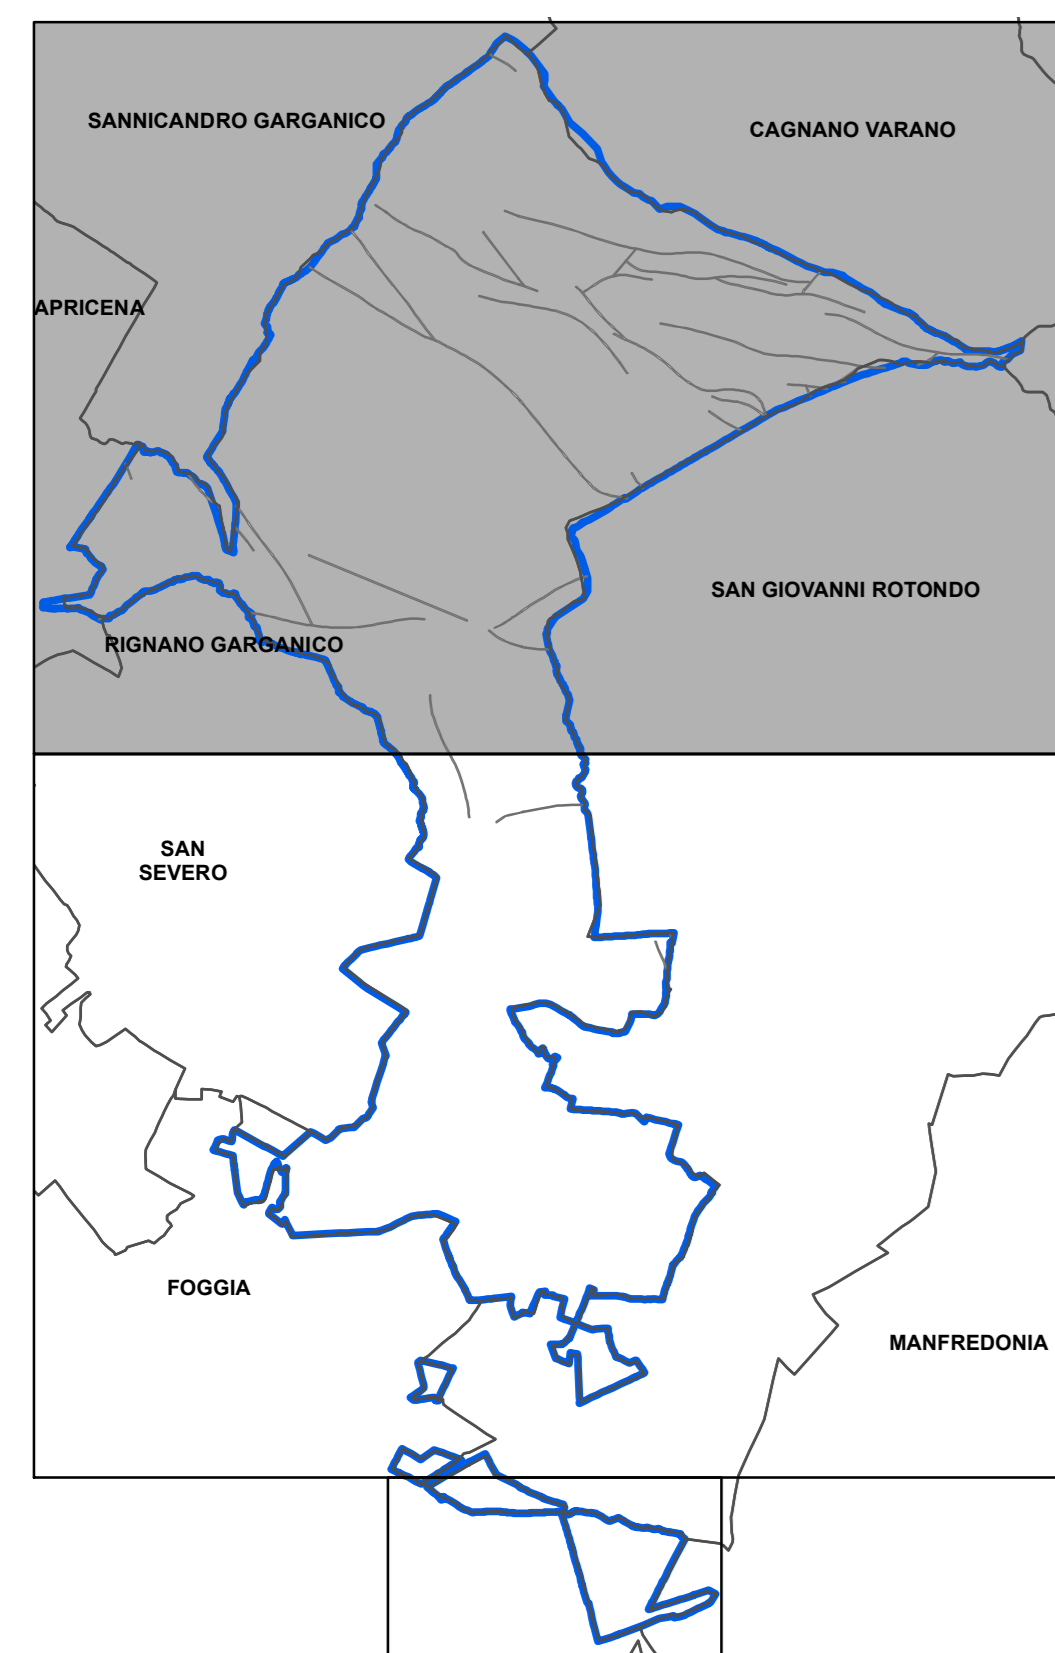 SANNICANDRO GARGANICO
CAGNANO VARANO
APRICENA
SAN GIOVANNI ROTONDO
RIGNANO GARGANICO
SAN
SEVERO
FOGGIA
MANFREDONIA